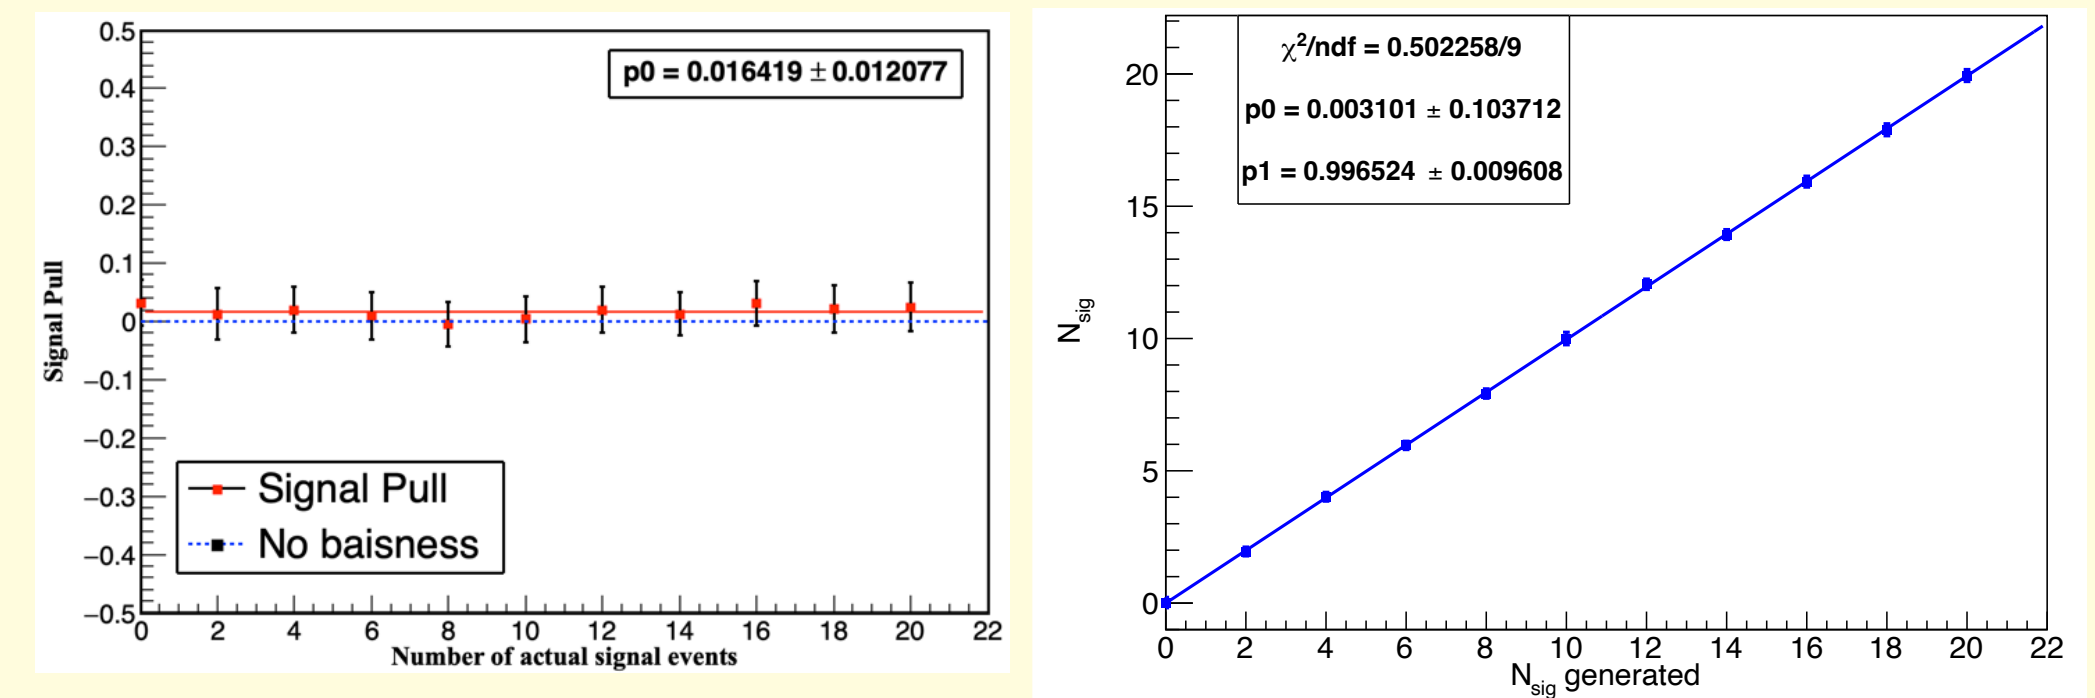 0.5
0.4
0.3
0.2
0.1
0
−0.1
−0.2
−0.3
−0.4
−0.5
Signal Pull
p0 = 0.016419 ± 0.012077
Signal Pull
No baisness
0 2 4 6 8 10 12 14 16 18 20 22
Number of actual signal events
20
15
10
5
0
N_sig
χ²/ndf = 0.502258/9
p0 = 0.003101 ± 0.103712
p1 = 0.996524 ± 0.009608
0 2 4 6 8 10 12 14 16 18 20 22
N_sig generated